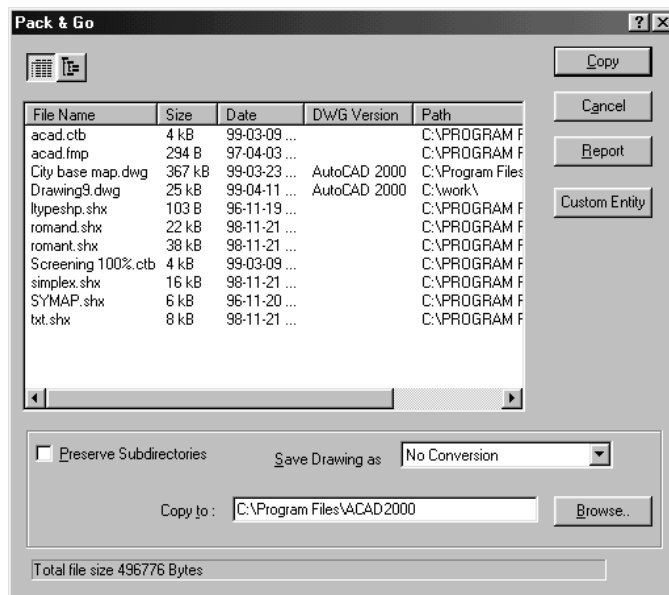 Pack & Go
Copy
File Name Size Date DWG Version Path
Cancel
acad.ctb 4 kB 99-03-09 ... C:\PROGRAM F
acad.fmp 294 B 97-04-03 ... C:\PROGRAM F
Report
City base map.dwg 367 kB 99-03-23 ... AutoCAD 2000 C:\Program Files
Drawing9.dwg 25 kB 99-04-11 ... AutoCAD 2000 C:\work\
Custom Entity
ltypeshp.shx 103 B 96-11-19 ... C:\PROGRAM F
romand.shx 22 kB 98-11-21 ... C:\PROGRAM F
romant.shx 38 kB 98-11-21 ... C:\PROGRAM F
Screening 100%.ctb 4 kB 99-03-09 ... C:\PROGRAM F
simplex.shx 16 kB 98-11-21 ... C:\PROGRAM F
SYMAP.shx 6 kB 96-11-20 ... C:\PROGRAM F
txt.shx 8 kB 98-11-21 ... C:\PROGRAM F
Preserve Subdirectories Save Drawing as No Conversion
Copy to : C:\Program Files\ACAD2000 Browse..
Total file size 496776 Bytes